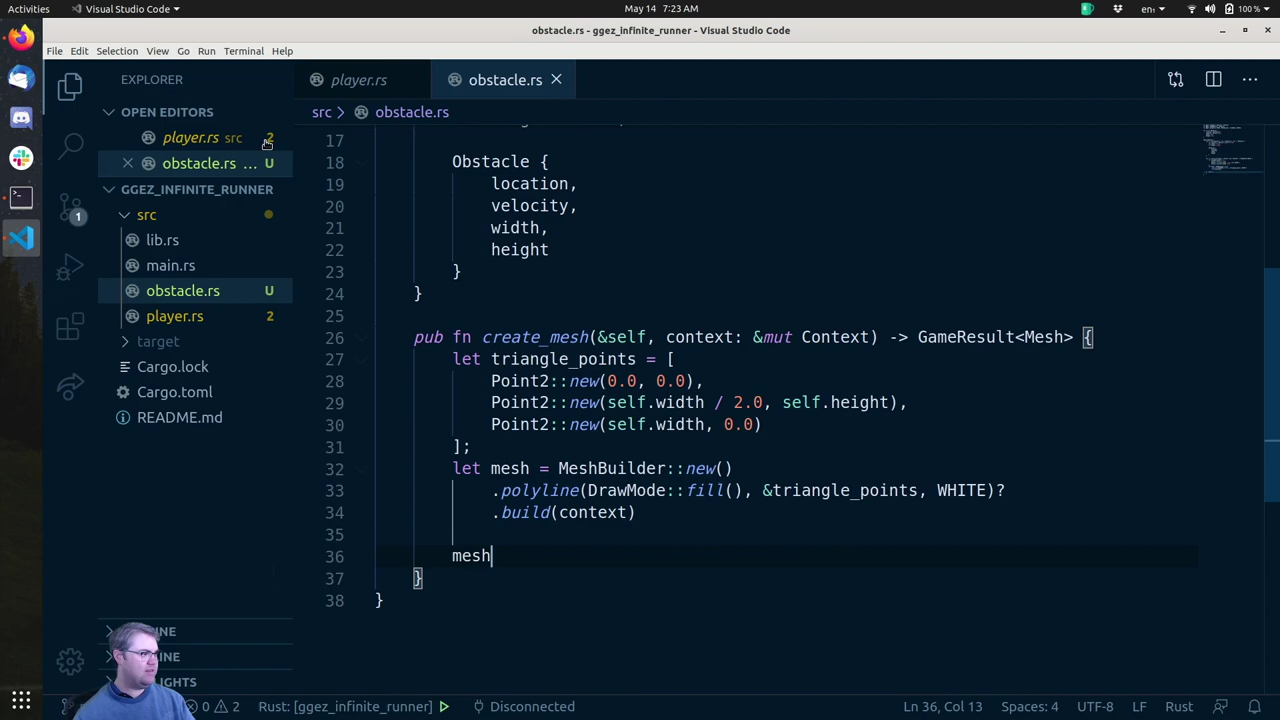 Activities
Visual Studio Code
May 14 7:23 AM
en
100 %
obstacle.rs - ggez_infinite_runner - Visual Studio Code
File Edit Selection View Go Run Terminal Help
EXPLORER
OPEN EDITORS
player.rs src 2
obstacle.rs ... U
GGEZ_INFINITE_RUNNER
src
lib.rs
main.rs
obstacle.rs U
player.rs 2
target
Cargo.lock
Cargo.toml
README.md
1
player.rs
obstacle.rs
src > obstacle.rs
17
18 Obstacle {
19 location,
20 velocity,
21 width,
22 height
23 }
24 }
25
26 pub fn create_mesh(&self, context: &mut Context) -> GameResult<Mesh> {
27 let triangle_points = [
28 Point2::new(0.0, 0.0),
29 Point2::new(self.width / 2.0, self.height),
30 Point2::new(self.width, 0.0)
31 ];
32 let mesh = MeshBuilder::new()
33 .polyline(DrawMode::fill(), &triangle_points, WHITE)?
34 .build(context)
35
36 mesh
37 }
38 }
0 2
Rust: [ggez_infinite_runner]
Disconnected
Ln 36, Col 13
Spaces: 4
UTF-8
LF
Rust